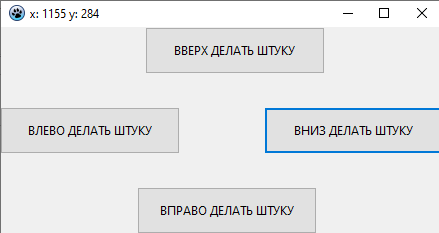 x: 1155 y: 284
ВВЕРХ ДЕЛАТЬ ШТУКУ
ВЛЕВО ДЕЛАТЬ ШТУКУ
ВНИЗ ДЕЛАТЬ ШТУКУ
ВПРАВО ДЕЛАТЬ ШТУКУ